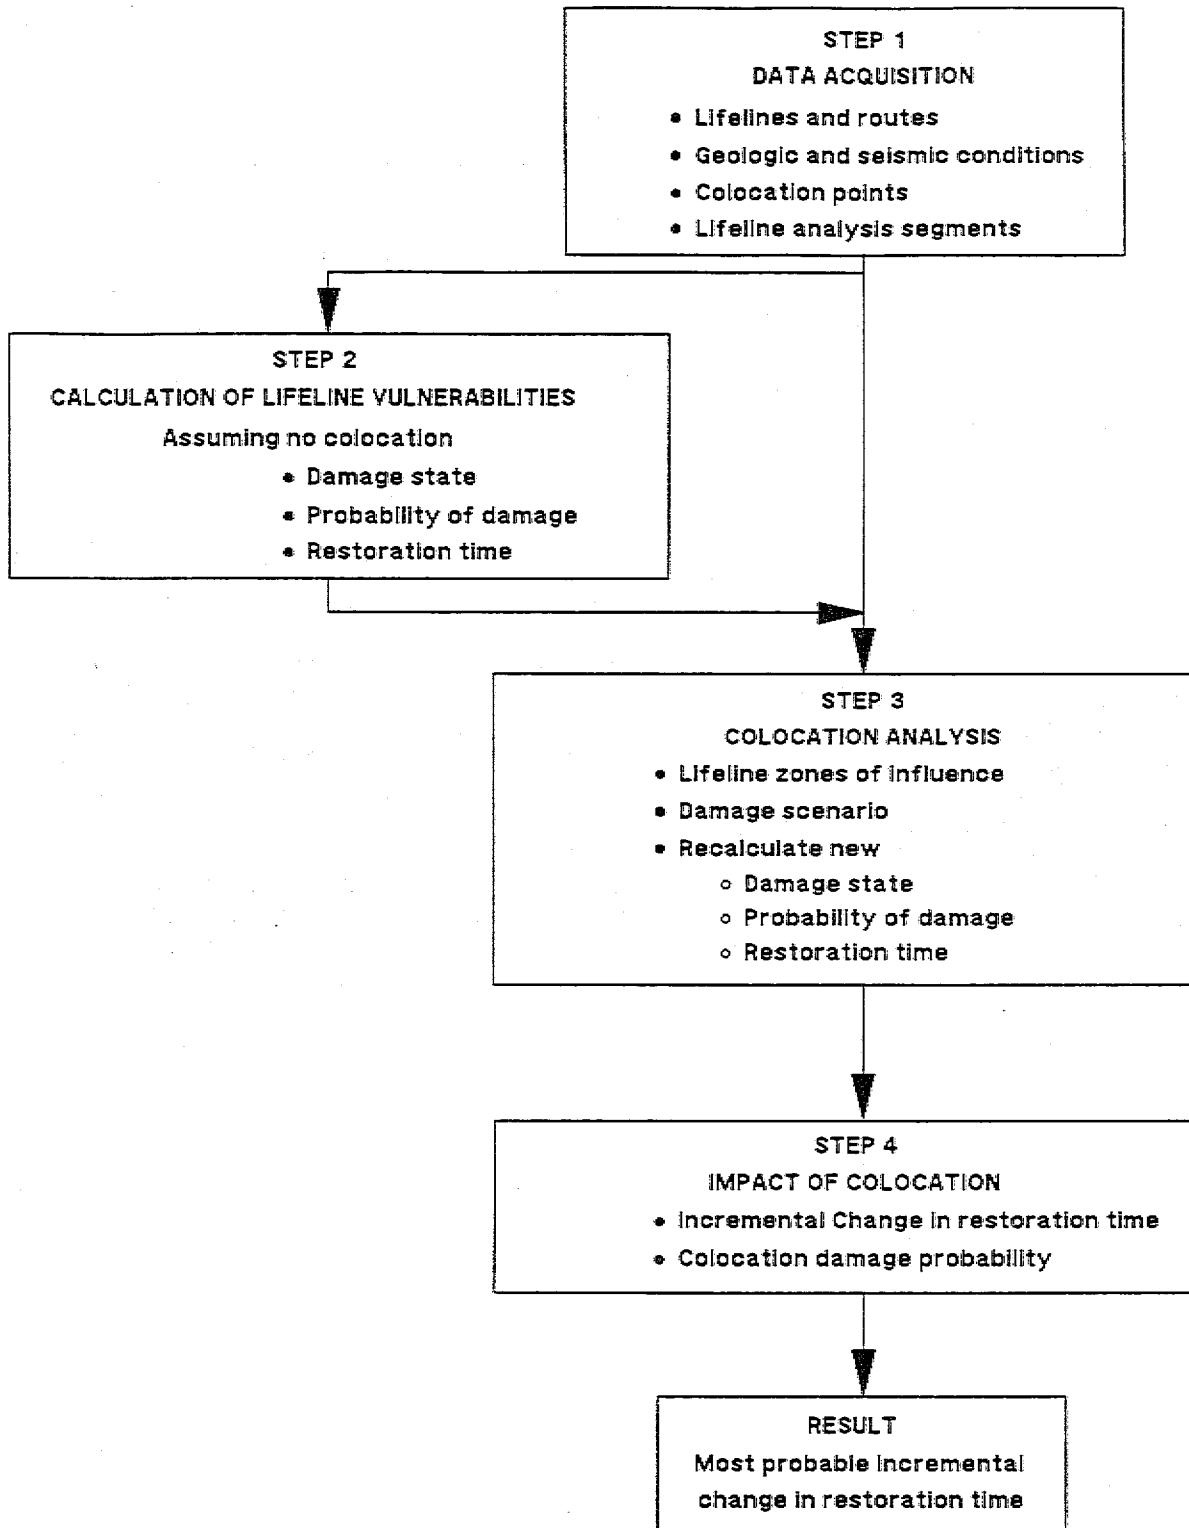 STEP 1
DATA ACQUISITION
• Lifelines and routes
• Geologic and seismic conditions
• Colocation points
• Lifeline analysis segments
STEP 2
CALCULATION OF LIFELINE VULNERABILITIES
Assuming no colocation
• Damage state
• Probability of damage
• Restoration time
STEP 3
COLOCATION ANALYSIS
• Lifeline zones of influence
• Damage scenario
• Recalculate new
○ Damage state
○ Probability of damage
○ Restoration time
STEP 4
IMPACT OF COLOCATION
• Incremental Change in restoration time
• Colocation damage probability
RESULT
Most probable incremental
change in restoration time